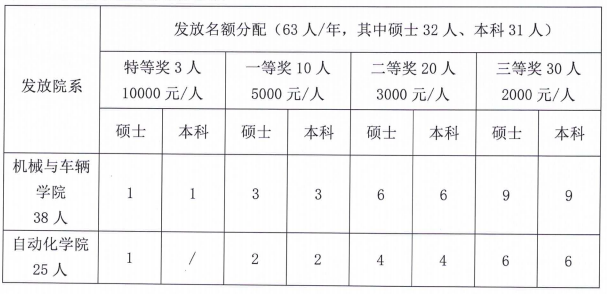 发放院系
发放名额分配（63 人/年，其中硕士 32 人、本科 31 人）
特等奖 3 人
10000 元/人
一等奖 10 人
5000 元/人
二等奖 20 人
3000 元/人
三等奖 30 人
2000 元/人
硕士 本科 硕士 本科 硕士 本科 硕士 本科
机械与车辆
学院
38 人
1 1 3 3 6 6 9 9
自动化学院
25 人
1 / 2 2 4 4 6 6